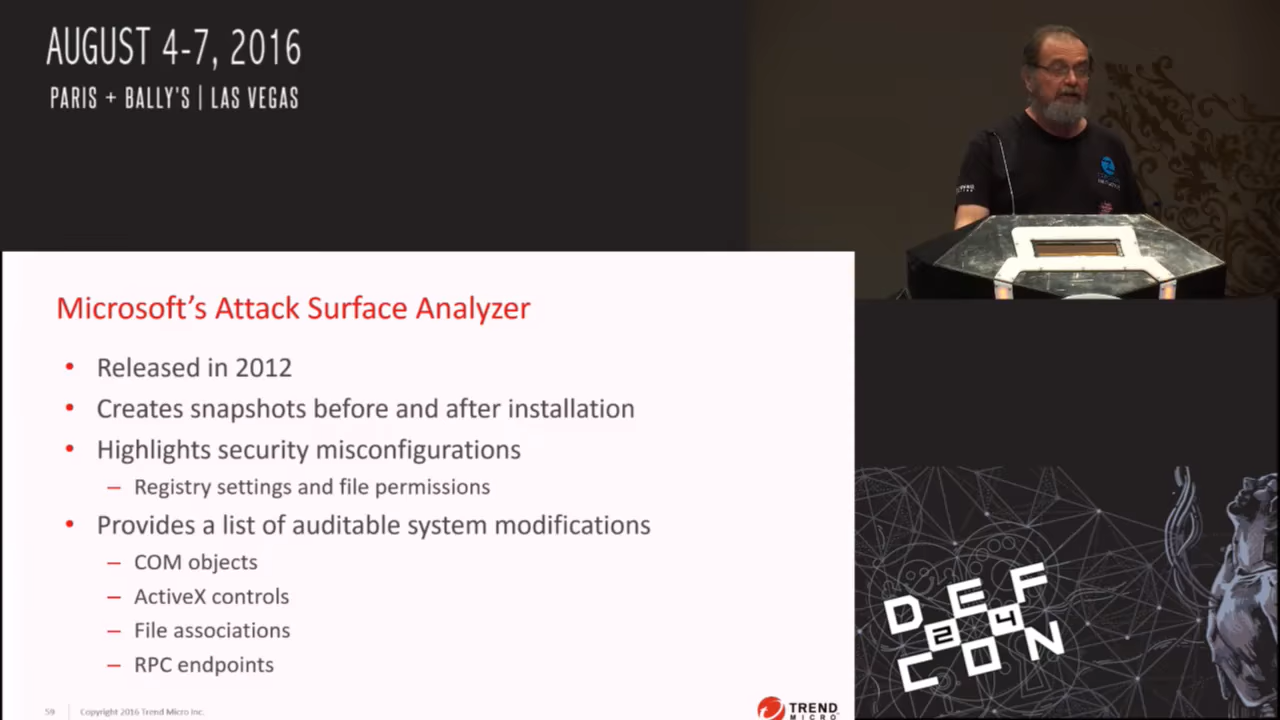 AUGUST 4-7, 2016
PARIS + BALLY'S | LAS VEGAS
Microsoft's Attack Surface Analyzer
• Released in 2012
• Creates snapshots before and after installation
• Highlights security misconfigurations
– Registry settings and file permissions
• Provides a list of auditable system modifications
– COM objects
– ActiveX controls
– File associations
– RPC endpoints
59
Copyright 2016 Trend Micro Inc.
TREND
MICRO
DEF
24
CON